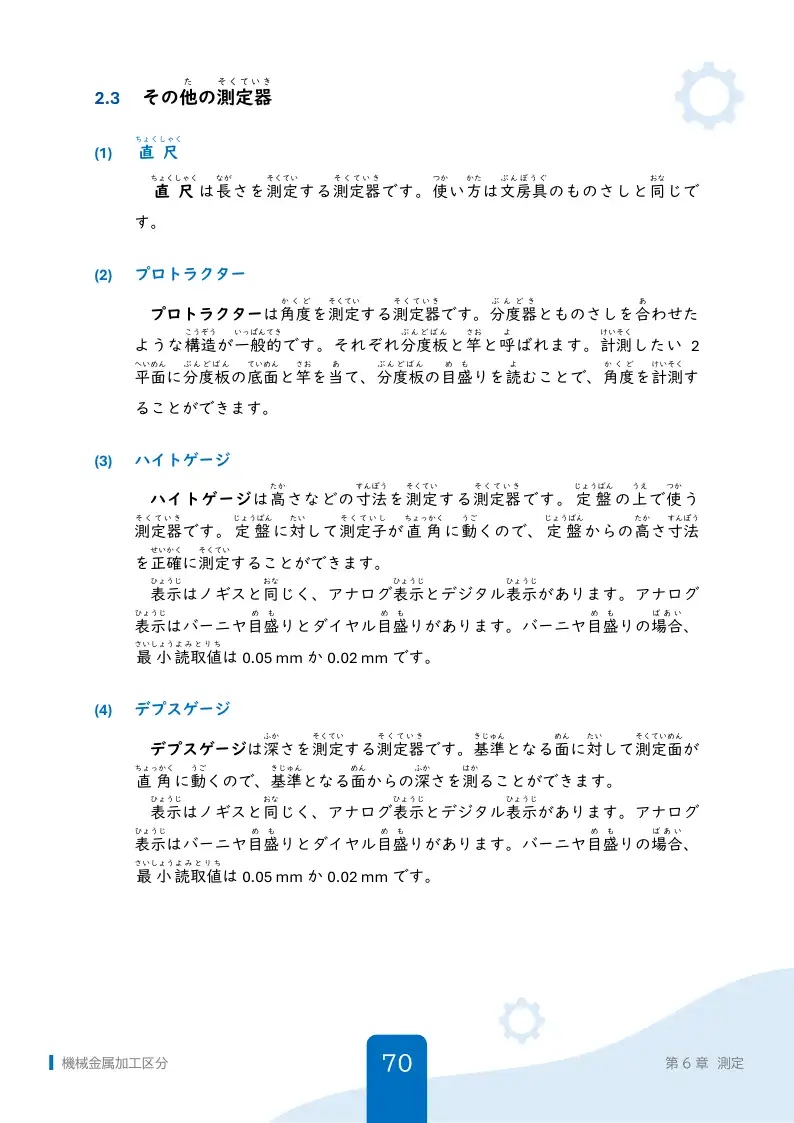 2.3 その他の測定器
(1) 直尺
直尺は長さを測定する測定器です。使い方は文房具のものさしと同じで
す。
(2) プロトラクター
プロトラクターは角度を測定する測定器です。分度器とものさしを合わせた
ような構造が一般的です。それぞれ分度板と竿と呼ばれます。計測したい 2
平面に分度板の底面と竿を当て、分度板の目盛りを読むことで、角度を計測す
ることができます。
(3) ハイトゲージ
ハイトゲージは高さなどの寸法を測定する測定器です。定盤の上で使う
測定器です。定盤に対して測定子が直角に動くので、定盤からの高さ寸法
を正確に測定することができます。
表示はノギスと同じく、アナログ表示とデジタル表示があります。アナログ
表示はバーニヤ目盛りとダイヤル目盛りがあります。バーニヤ目盛りの場合、
最小読取値は 0.05 mm か 0.02 mm です。
(4) デプスゲージ
デプスゲージは深さを測定する測定器です。基準となる面に対して測定面が
直角に動くので、基準となる面からの深さを測ることができます。
表示はノギスと同じく、アナログ表示とデジタル表示があります。アナログ
表示はバーニヤ目盛りとダイヤル目盛りがあります。バーニヤ目盛りの場合、
最小読取値は 0.05 mm か 0.02 mm です。
機械金属加工区分
70
第 6 章 測定